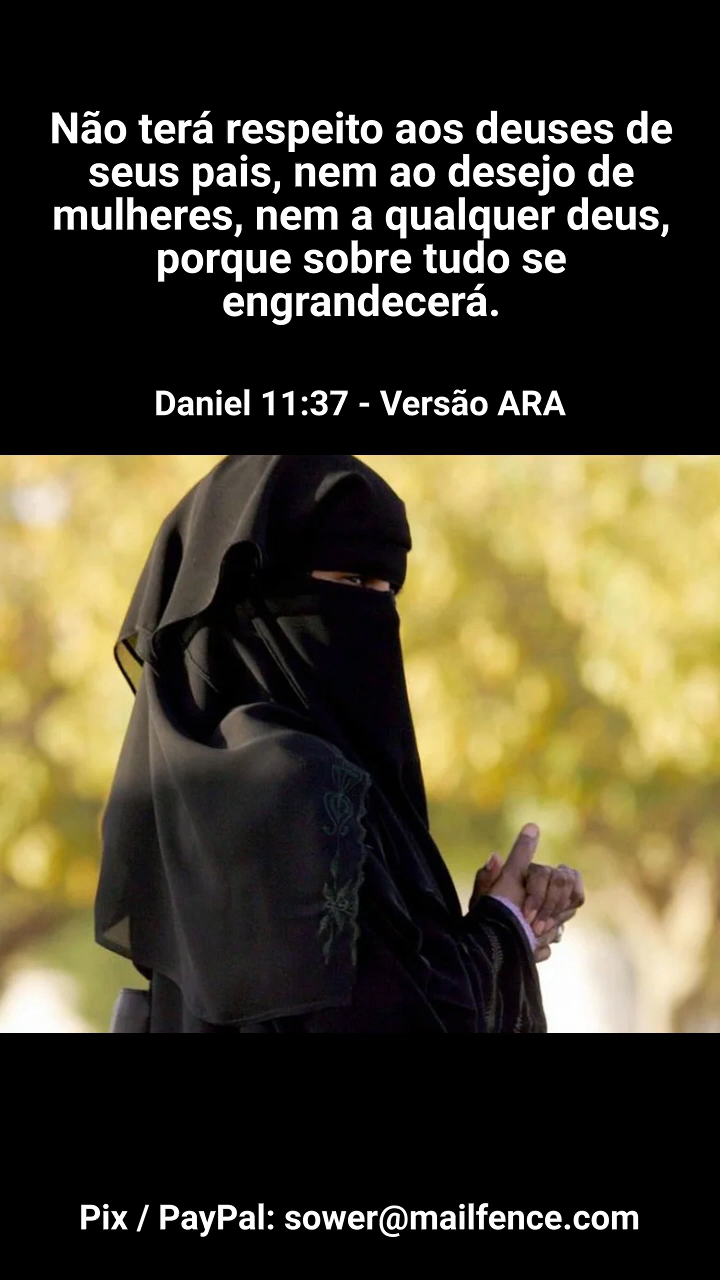 Não terá respeito aos deuses de
seus pais, nem ao desejo de
mulheres, nem a qualquer deus,
porque sobre tudo se
engrandecerá.
Daniel 11:37 - Versão ARA
Pix / PayPal: sower@mailfence.com